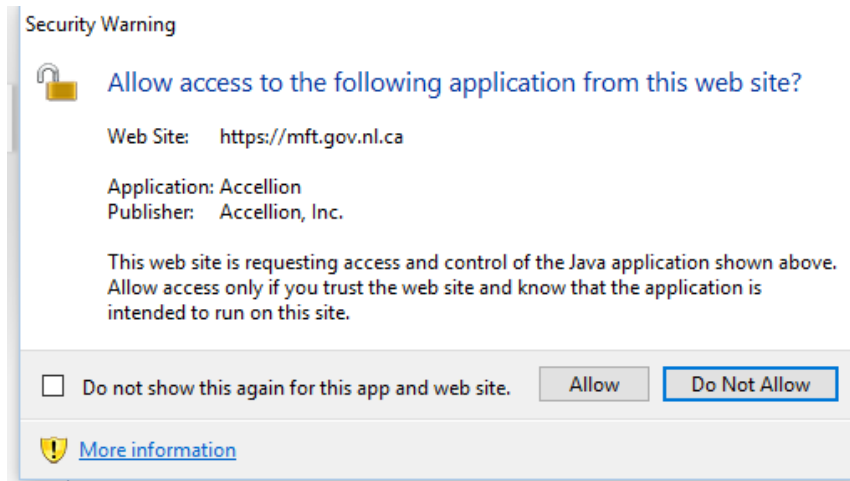 Security Warning
Allow access to the following application from this web site?
Web Site: https://mft.gov.nl.ca
Application: Accellion
Publisher: Accellion, Inc.
This web site is requesting access and control of the Java application shown above.
Allow access only if you trust the web site and know that the application is
intended to run on this site.
Do not show this again for this app and web site. Allow Do Not Allow
More information